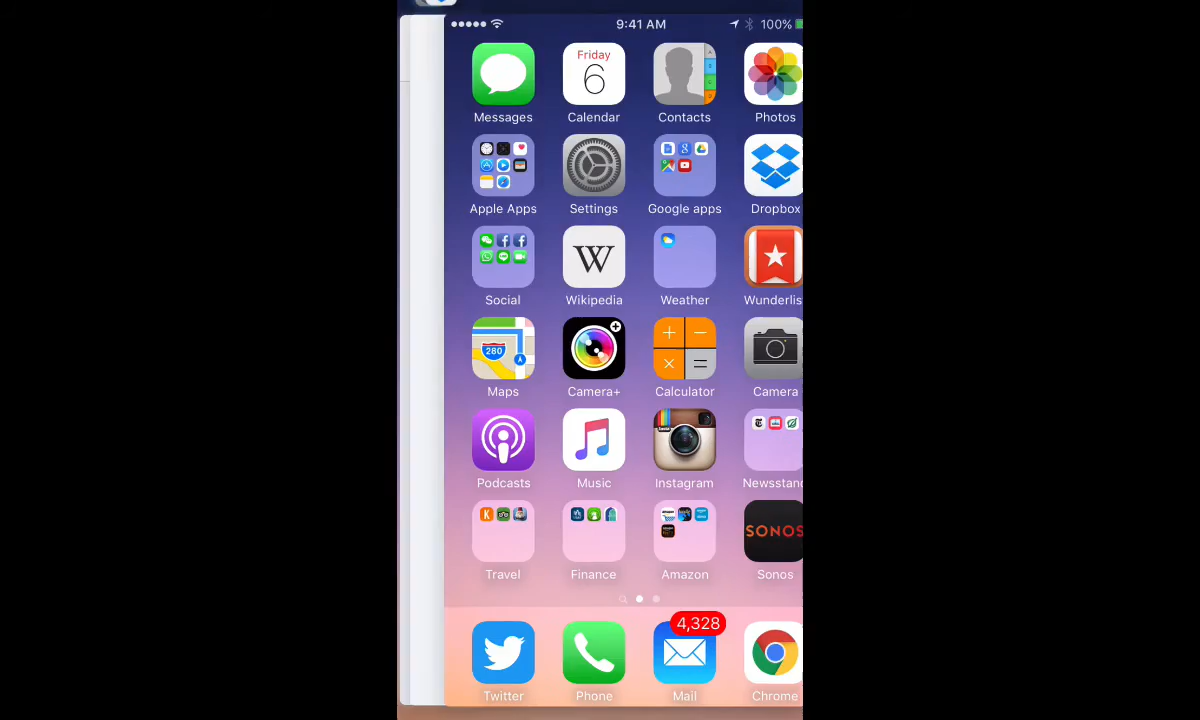 9:41 AM 100%
Friday
6
Messages Calendar Contacts Photos
Apple Apps Settings Google apps Dropbox
W
Social Wikipedia Weather Wunderlis
280
Maps Camera+ Calculator Camera
Podcasts Music Instagram Newsstand
SONOS
Travel Finance Amazon Sonos
4,328
Twitter Phone Mail Chrome